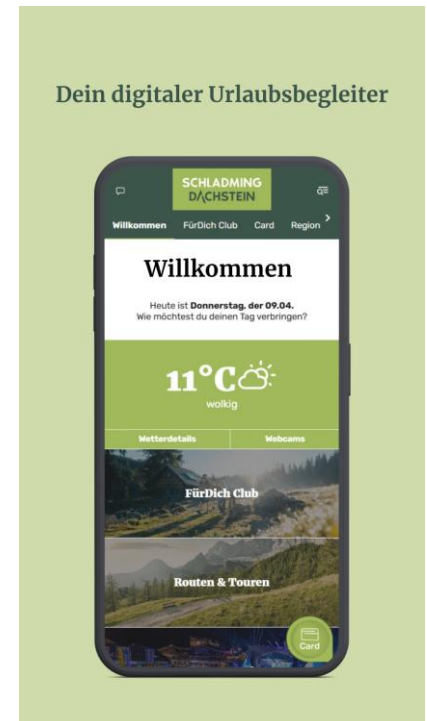 Dein digitaler Urlaubsbegleiter
SCHLADMING
DACHSTEIN
Willkommen FürDich Club Card Region
Willkommen
Heute ist Donnerstag, der 09.04.
Wie möchtest du deinen Tag verbringen?
11°C
wolkig
Wetterdetails Webcams
FürDich Club
Routen & Touren
Card